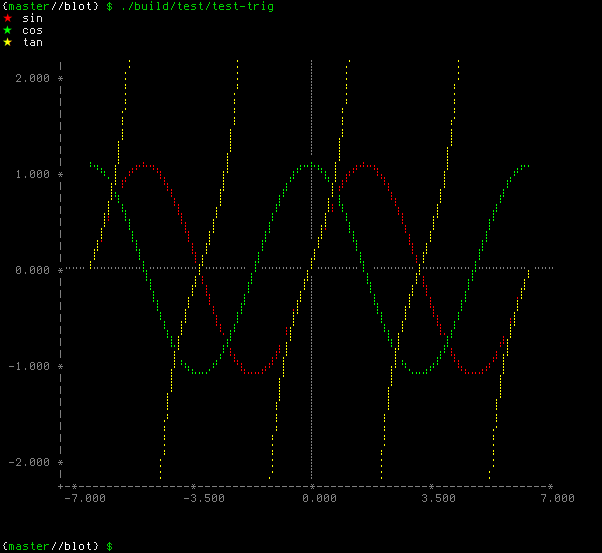 {master//blot} $ ./build/test/test-trig
★ sin
★ cos
★ tan
2.000
1.000
0.000
-1.000
-2.000
-7.000 -3.500 0.000 3.500 7.000
{master//blot} $